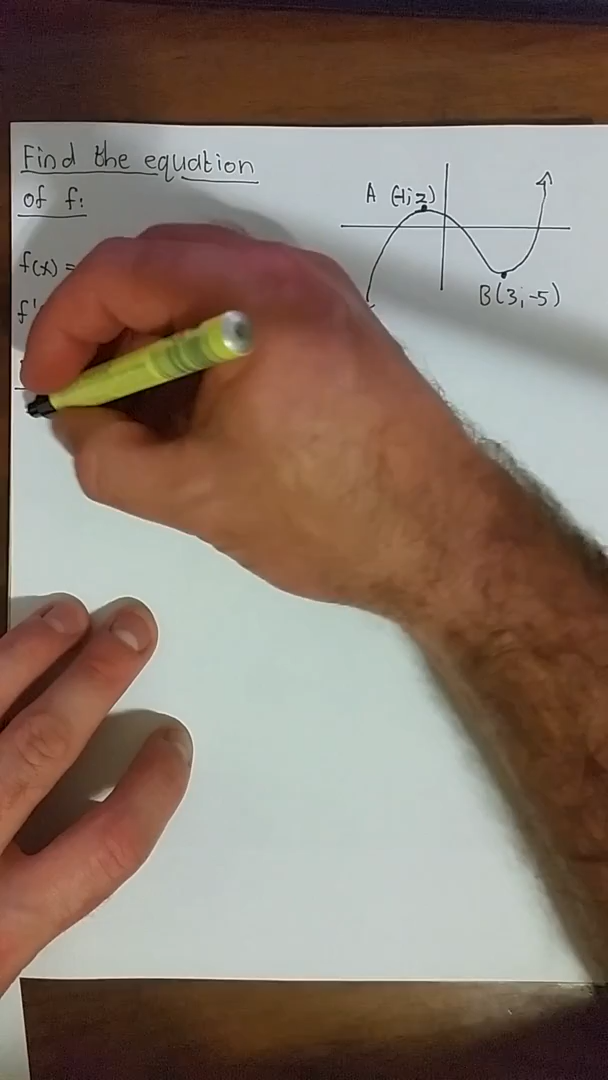 Find the equation
of f:
A (-1; 2)
f(x) =
B(3; -5)
f'